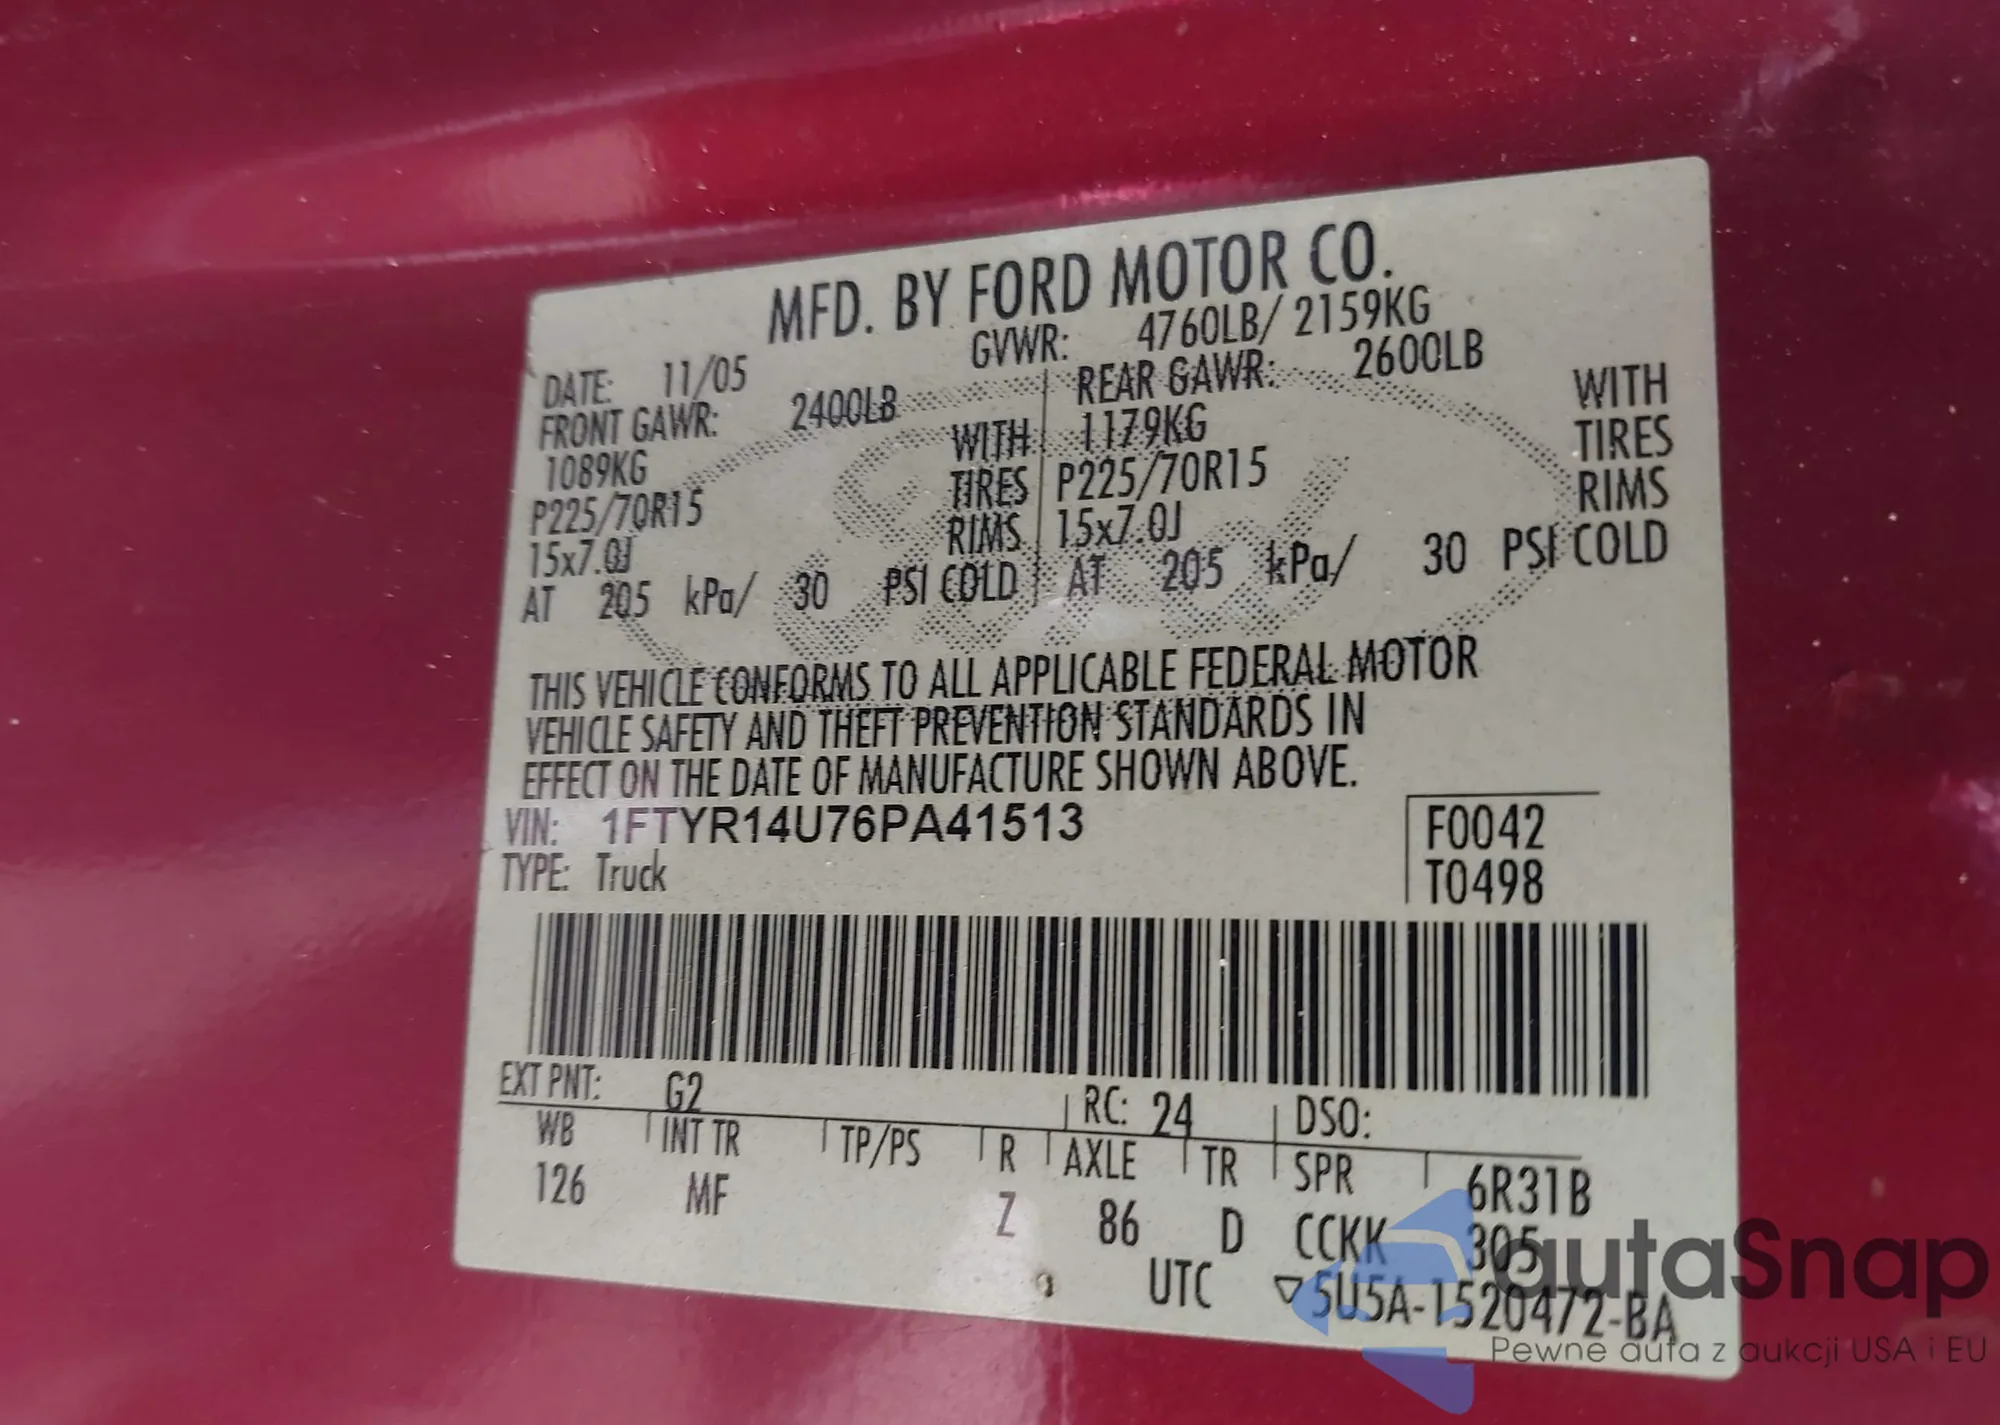 MFD. BY FORD MOTOR CO.
DATE: 11/05 GVWR: 4760LB/ 2159KG
FRONT GAWR: 2400LB REAR GAWR: 2600LB
1089KG WITH 1179KG WITH
P225/70R15 TIRES P225/70R15 TIRES
15x7.0J RIMS 15x7.0J RIMS
AT 205 kPa/ 30 PSI COLD AT 205 kPa/ 30 PSI COLD
THIS VEHICLE CONFORMS TO ALL APPLICABLE FEDERAL MOTOR
VEHICLE SAFETY AND THEFT PREVENTION STANDARDS IN
EFFECT ON THE DATE OF MANUFACTURE SHOWN ABOVE.
VIN: 1FTYR14U76PA41513 F0042
TYPE: Truck T0498
EXT PNT: G2 RC: 24 DSO:
WB INT TR TP/PS R AXLE TR SPR 6R31B
126 MF Z 86 D CCKK 305
UTC ▽5U5A-1520472-BA
autaSnap
Pewne auta z aukcji USA i EU